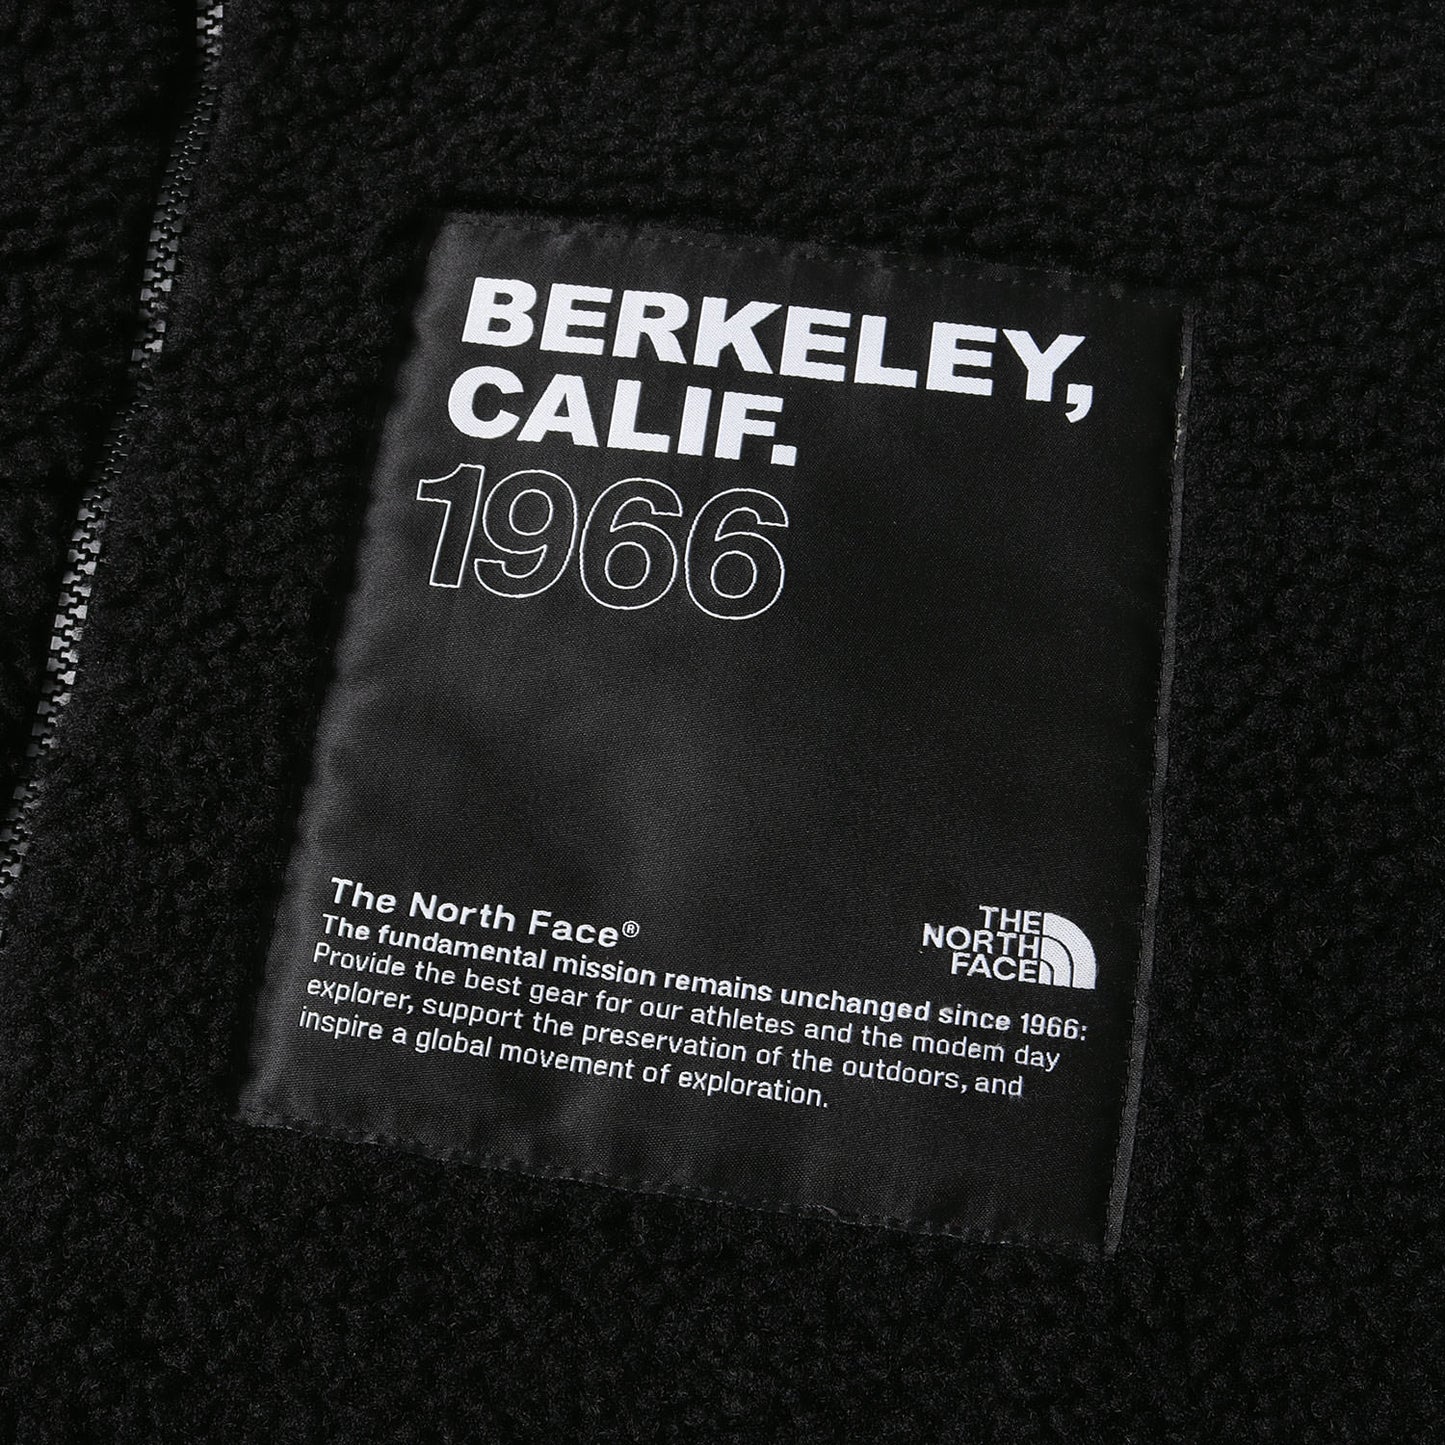 BERKELEY,
CALIF.
1966
The North Face®
The fundamental mission remains unchanged since 1966:
Provide the best gear for our athletes and the modern day
explorer, support the preservation of the outdoors, and
inspire a global movement of exploration.
THE
NORTH
FACE